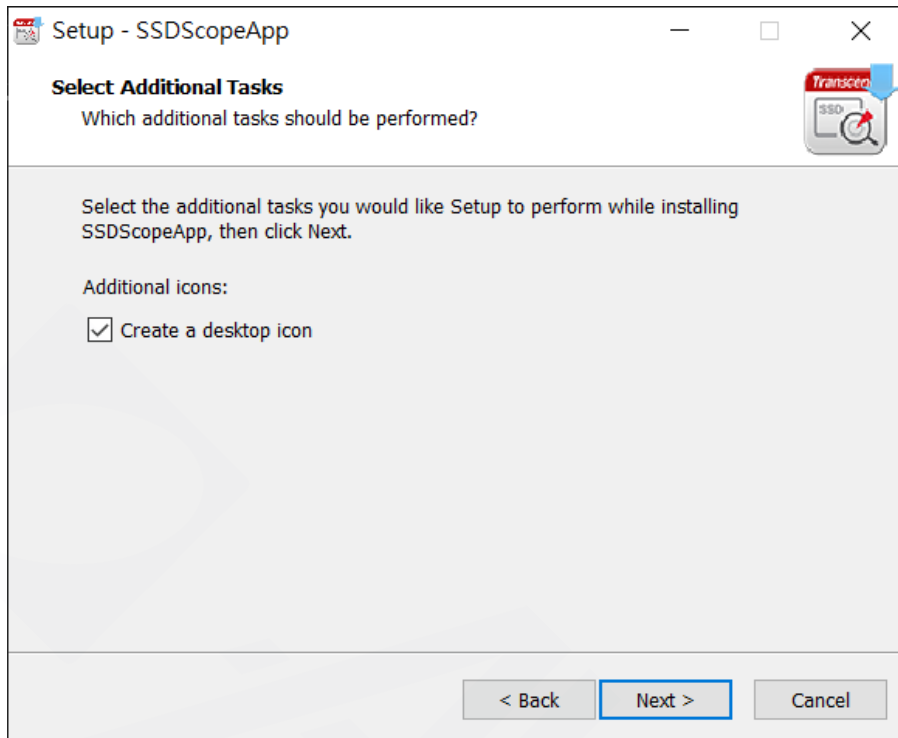 Setup - SSDScopeApp
Select Additional Tasks
Which additional tasks should be performed?
SSD
Select the additional tasks you would like Setup to perform while installing
SSDScopeApp, then click Next.
Additional icons:
Create a desktop icon
< Back
Next >
Cancel